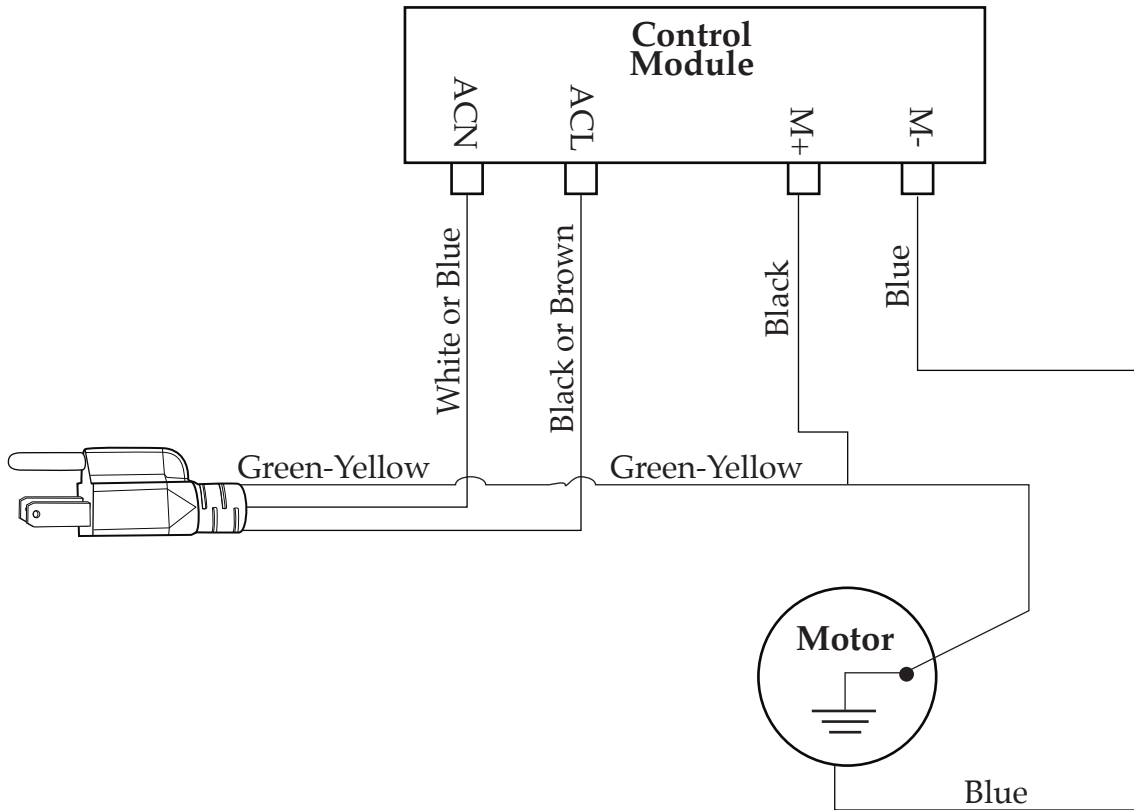 Control
Module
ACN
ACL
M+
M-
White or Blue
Black or Brown
Black
Blue
Green-Yellow
Green-Yellow
Motor
Blue